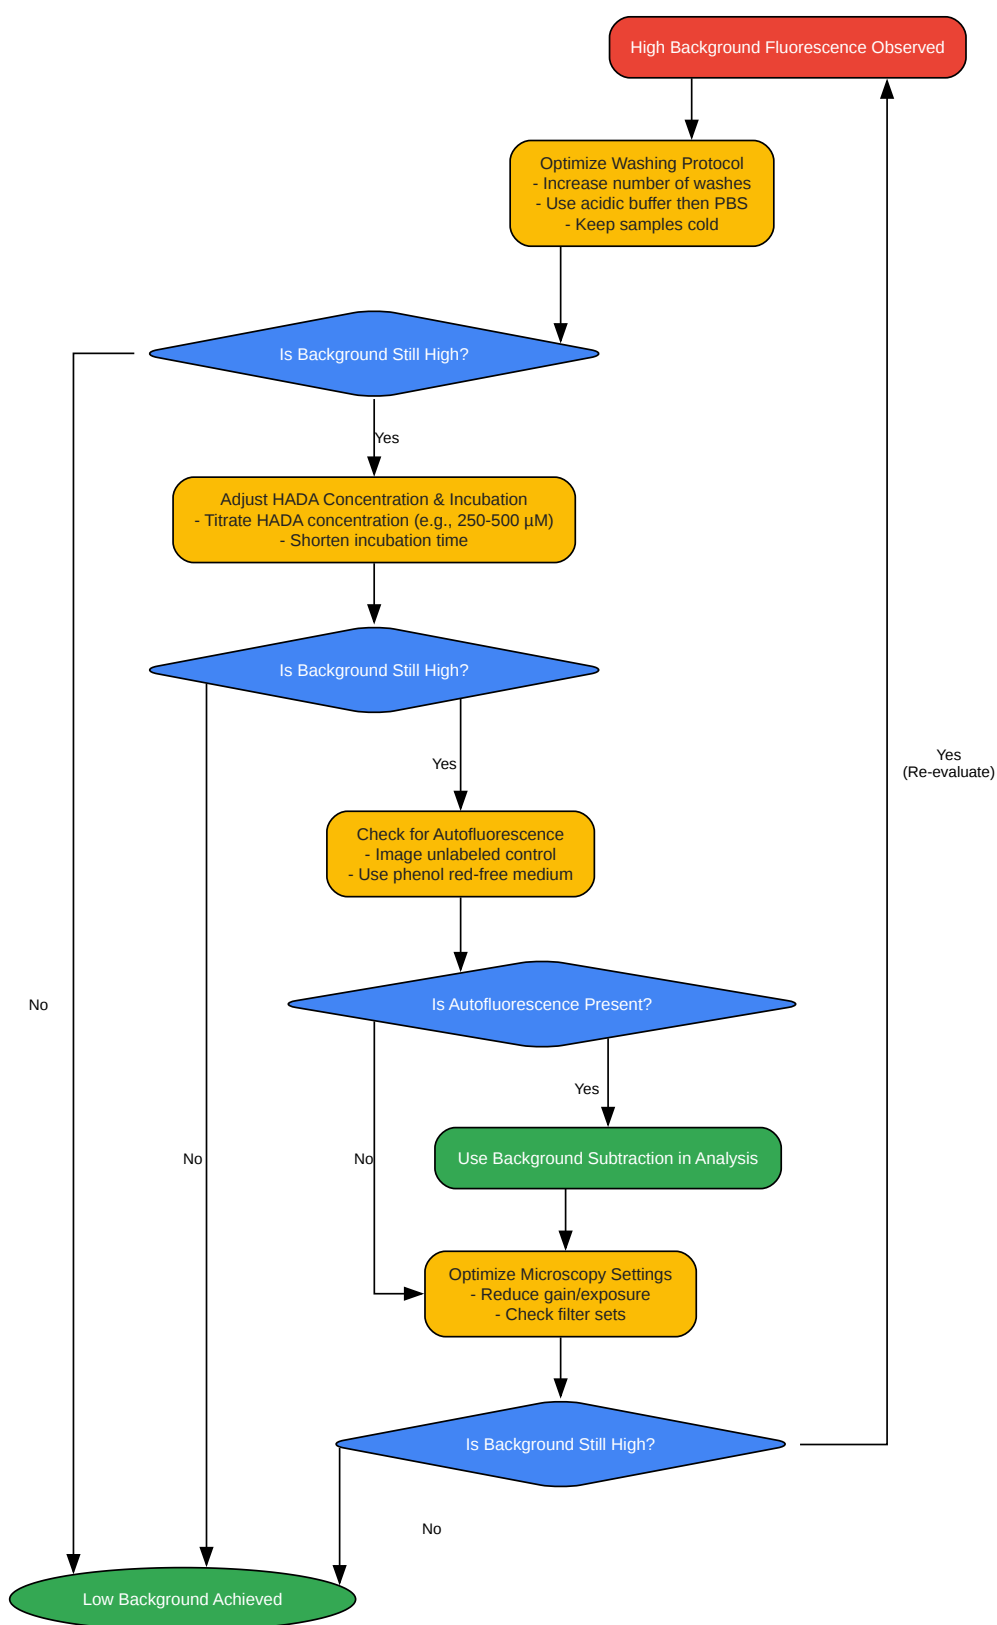 High Background Fluorescence Observed
Optimize Washing Protocol
- Increase number of washes
- Use acidic buffer then PBS
- Keep samples cold
Is Background Still High?
Yes
Adjust HADA Concentration & Incubation
- Titrate HADA concentration (e.g., 250-500 µM)
- Shorten incubation time
Is Background Still High?
Yes
(Re-evaluate)
Yes
Check for Autofluorescence
- Image unlabeled control
- Use phenol red-free medium
Is Autofluorescence Present?
No
Yes
Use Background Subtraction in Analysis
No
No
Optimize Microscopy Settings
- Reduce gain/exposure
- Check filter sets
Is Background Still High?
No
Low Background Achieved